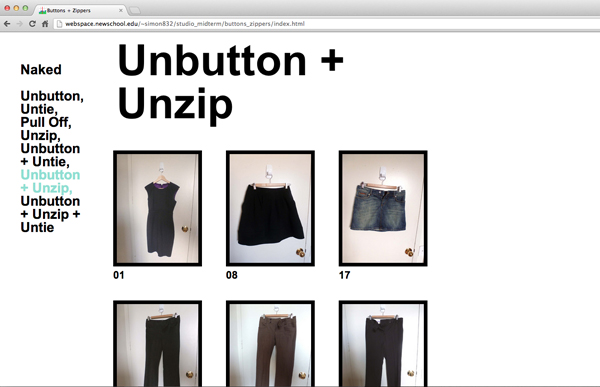 Buttons + Zippers
webspace.newschool.edu/~simon832/studio_midterm/buttons_zippers/index.html
Naked
Unbutton,
Untie,
Pull Off,
Unzip,
Unbutton
+ Untie,
Unbutton
+ Unzip,
Unbutton
+ Unzip +
Untie
Unbutton +
Unzip
01
08
17